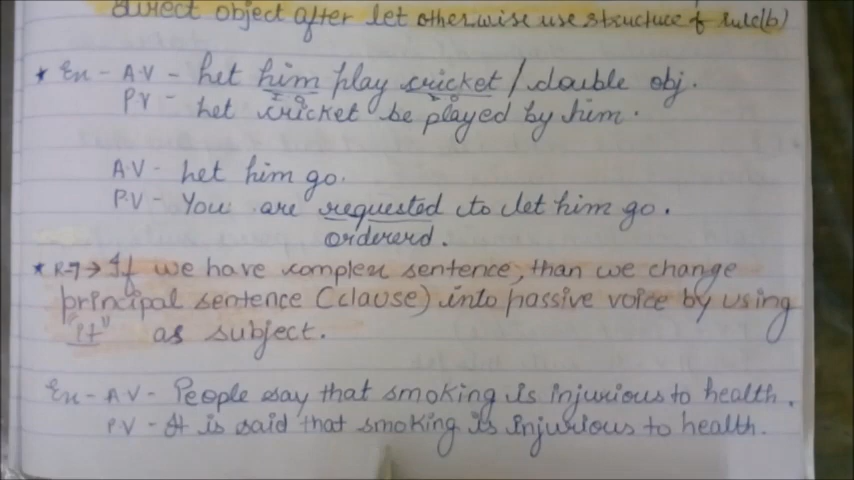 direct object after let otherwise use structure of rule(b)
* Ex - A.V - Let him play cricket / double obj.
P.V - Let cricket be played by him.
A.V - Let him go.
P.V - You are requested to let him go.
ordererd.
* R-7 → If we have complex sentence, than we change
principal sentence (clause) into passive voice by using
"It" as subject.
Ex - A.V - People say that smoking is injurious to health.
P.V - It is said that smoking is injurious to health.